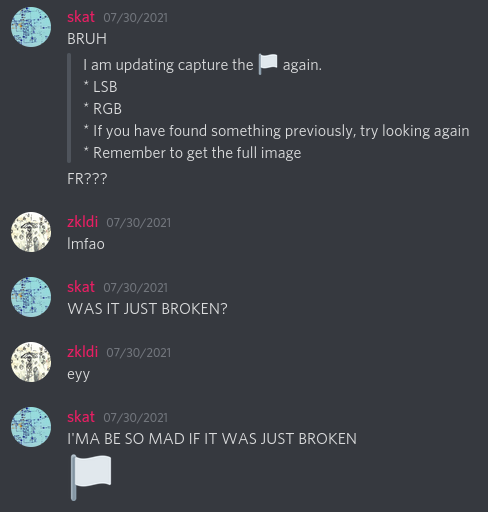 skat 07/30/2021
BRUH
I am updating capture the 🏳 again.
* LSB
* RGB
* If you have found something previously, try looking again
* Remember to get the full image
FR???
zkldi 07/30/2021
lmfao
skat 07/30/2021
WAS IT JUST BROKEN?
zkldi 07/30/2021
eyy
skat 07/30/2021
I'MA BE SO MAD IF IT WAS JUST BROKEN
🏳